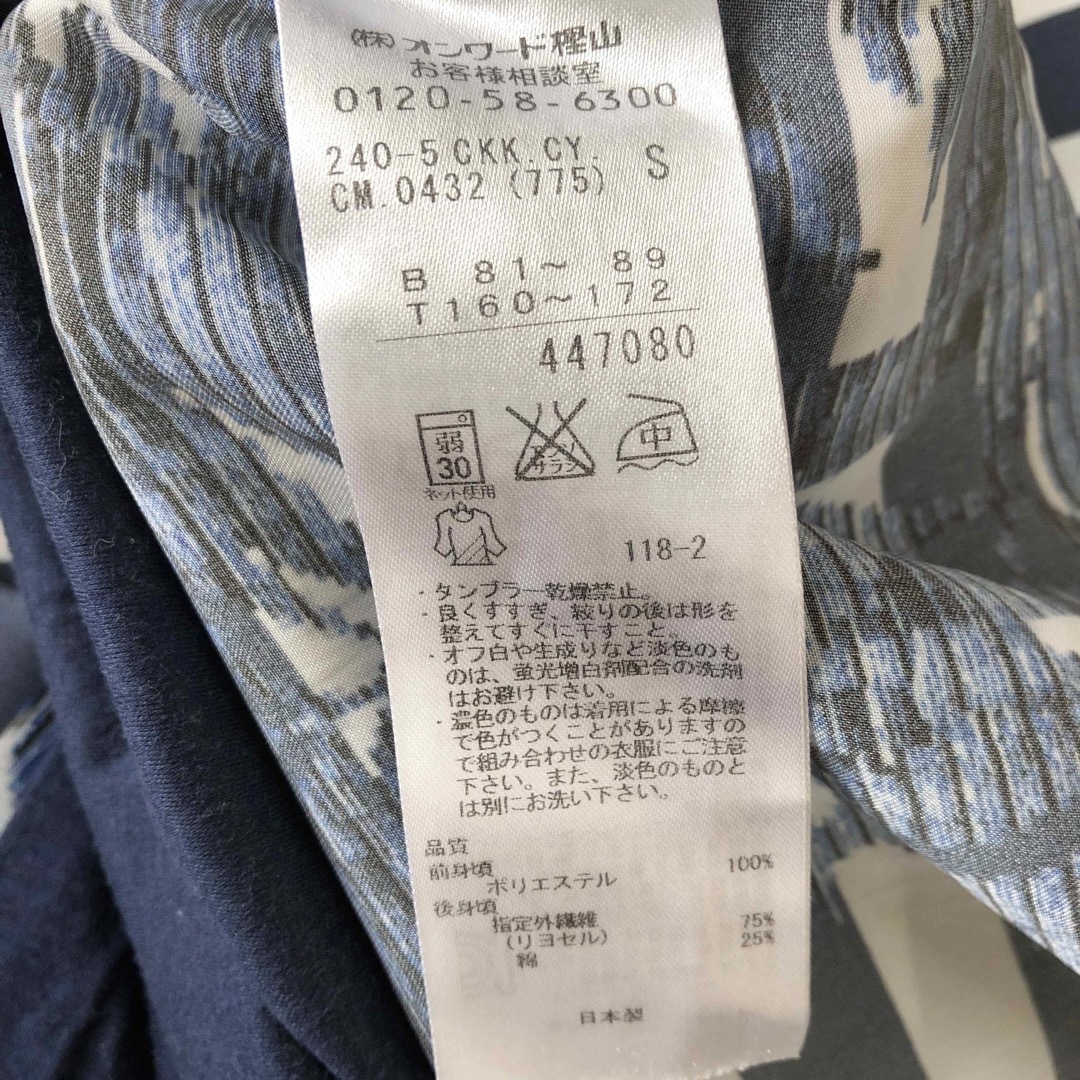 (株)オンワード樫山
お客様相談室
0120-58-6300
240-5 CKK.CY. S
CM.0432 (775)
B 81～ 89
T160～172
447080
弱
30
ネット使用
エンソ
サラシ
中
118-2
・タンブラー乾燥禁止。
・良くすすぎ、絞りの後は形を
整えてすぐに干すこと。
・オフ白や生成りなど淡色のも
のは、蛍光増白剤配合の洗剤
はお避け下さい。
・濃色のものは着用による摩擦
で色がつくことがありますの
で組み合わせの衣服にご注意
下さい。また、淡色のものと
は別にお洗い下さい。
品質
前身頃
ポリエステル 100%
後身頃
指定外繊維 75%
(リヨセル) 25%
綿
日本製